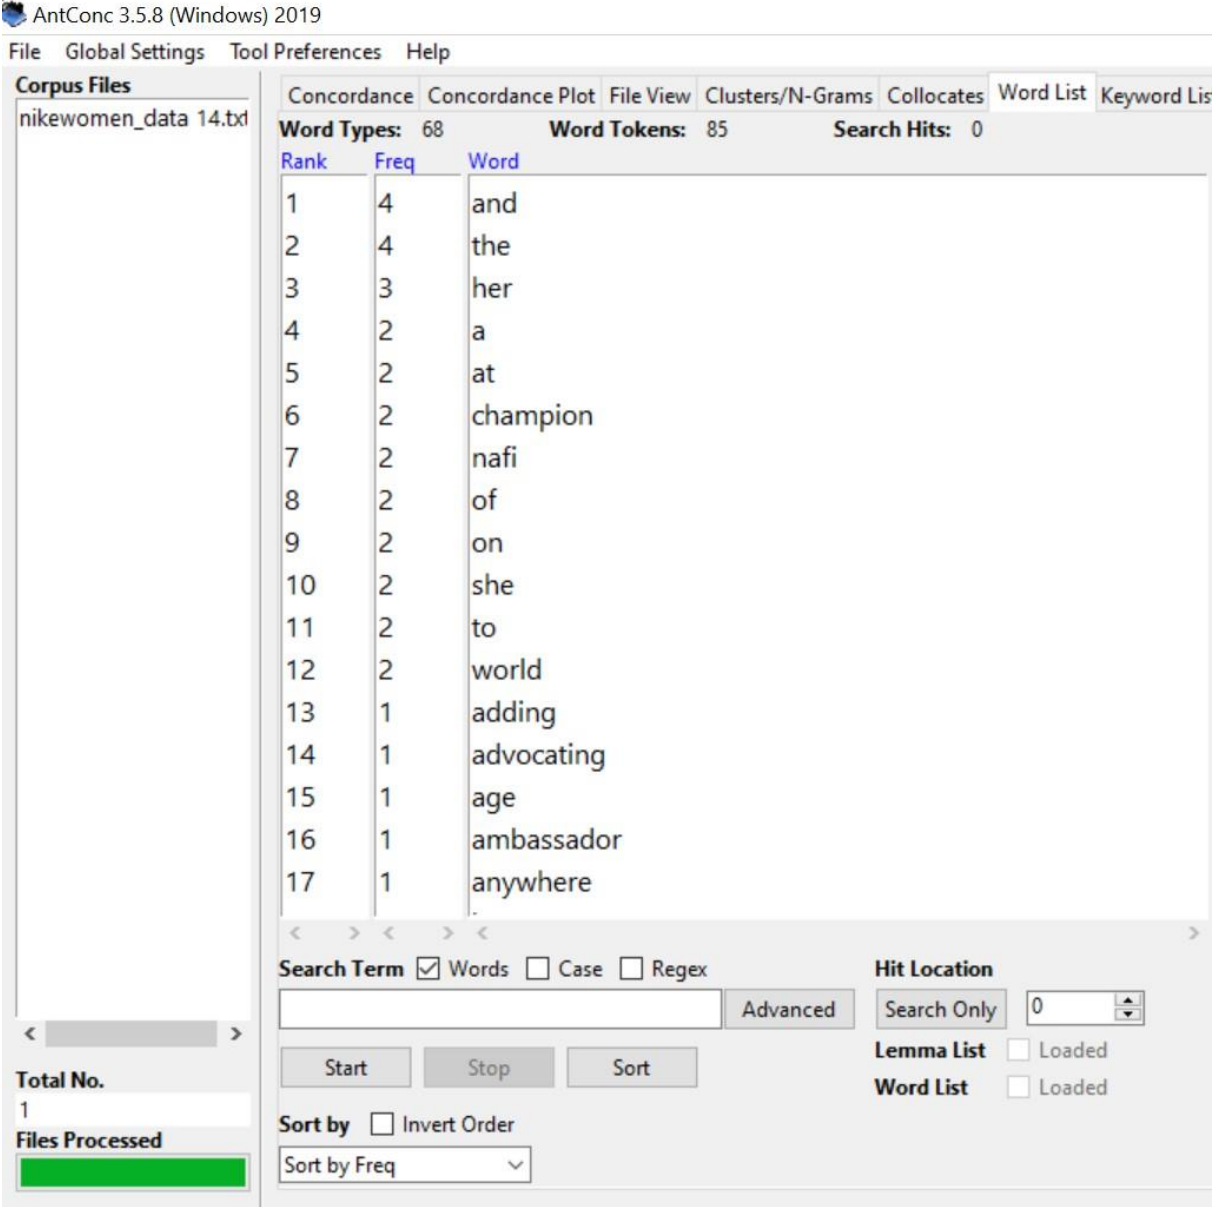 AntConc 3.5.8 (Windows) 2019
File Global Settings Tool Preferences Help
Corpus Files
nikewomen_data 14.txt
Concordance Concordance Plot File View Clusters/N-Grams Collocates Word List Keyword Lis
Word Types: 68 Word Tokens: 85 Search Hits: 0
Rank Freq Word
1 4 and
2 4 the
3 3 her
4 2 a
5 2 at
6 2 champion
7 2 nafi
8 2 of
9 2 on
10 2 she
11 2 to
12 2 world
13 1 adding
14 1 advocating
15 1 age
16 1 ambassador
17 1 anywhere
Search Term Words Case Regex
Hit Location
Advanced
Search Only 0
Start Stop Sort
Lemma List Loaded
Word List Loaded
Total No.
1
Files Processed
Sort by Invert Order
Sort by Freq